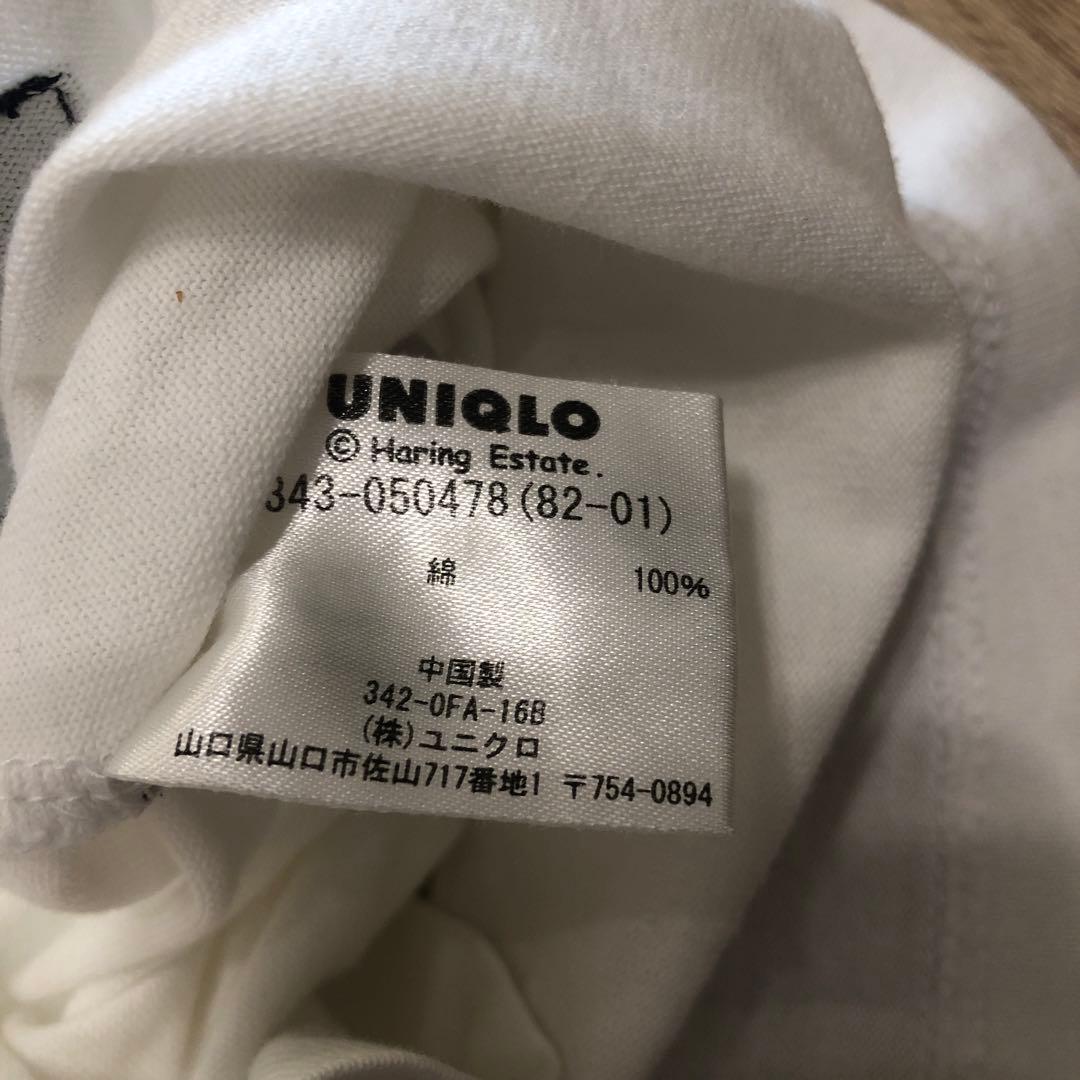 UNIQLO
© Haring Estate.
343-050478(82-01)
綿 100%
中国製
342-0FA-16B
(株)ユニクロ
山口県山口市佐山717番地1 〒754-0894